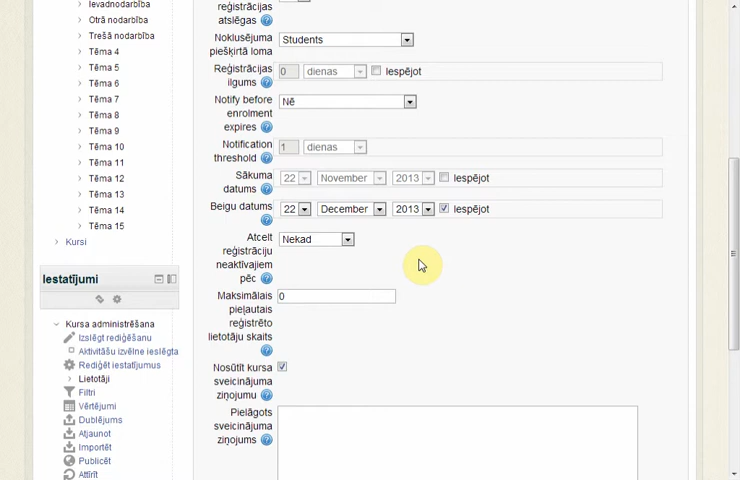 Ievadnodarbība
Otrā nodarbība
Trešā nodarbība
Tēma 4
Tēma 5
Tēma 6
Tēma 7
Tēma 8
Tēma 9
Tēma 10
Tēma 11
Tēma 12
Tēma 13
Tēma 14
Tēma 15
Kursi
Iestatījumi
Kursa administrēšana
Izslēgt rediģēšanu
Aktivitāšu izvēlne ieslēgta
Rediģēt iestatījumus
Lietotāji
Filtri
Vērtējumi
Dublējums
Atjaunot
Importēt
Publicēt
Attīrīt
reģistrācijas
atslēgas
Noklusējuma
piešķirtā loma
Students
Reģistrācijas
ilgums
0 dienas Iespējot
Notify before
enrolment
expires
Nē
Notification
threshold
1 dienas
Sākuma
datums
22 November 2013 Iespējot
Beigu datums
22 December 2013 Iespējot
Atcelt
reģistrāciju
neaktīvajiem
pēc
Nekad
Maksimālais
pieļautais
reģistrēto
lietotāju skaits
0
Nosūtīt kursa
sveicinājuma
ziņojumu
Pielāgots
sveicinājuma
ziņojums